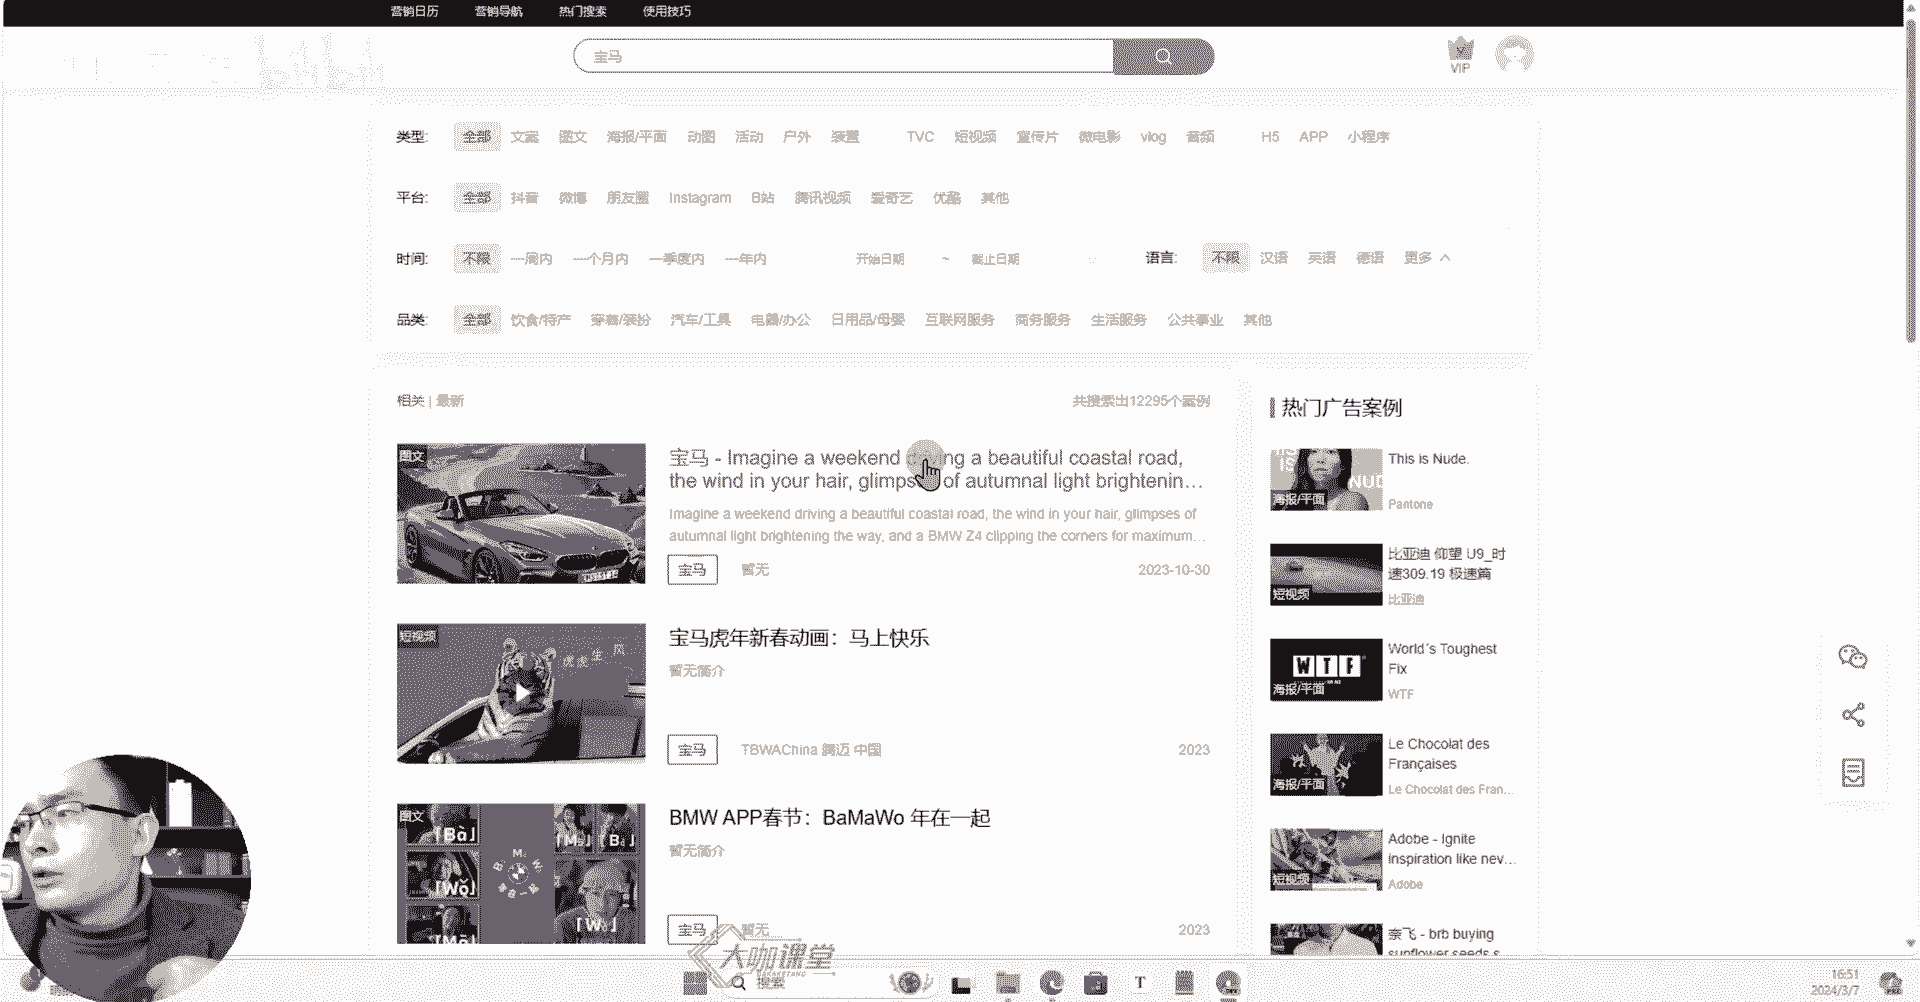 营销日历 营销导航 热门搜索 使用技巧
宝马
VIP
类型: 全部 文案 图文 海报/平面 动图 活动 户外 装置 TVC 短视频 宣传片 微电影 vlog 音频 H5 APP 小程序
平台: 全部 抖音 微博 朋友圈 Instagram B站 腾讯视频 爱奇艺 优酷 其他
时间: 不限 一周内 一个月内 一季度内 一年内 开始日期 ~ 截止日期 语言: 不限 汉语 英语 德语 更多
品类: 全部 饮食/特产 穿着/装扮 汽车/工具 电器/办公 日用品/母婴 互联网服务 商务服务 生活服务 公共事业 其他
相关 | 最新 共搜索出12295个案例
图文
宝马 - Imagine a weekend driving a beautiful coastal road,
the wind in your hair, glimpses of autumnal light brightenin...
Imagine a weekend driving a beautiful coastal road, the wind in your hair, glimpses of
autumnal light brightening the way, and a BMW Z4 clipping the corners for maximum...
宝马 暂无 2023-10-30
短视频
虎虎生风
宝马虎年新春动画：马上快乐
暂无简介
宝马 TBWAChina 腾迈 中国 2023
图文
「Bà」
「Wǒ」
BMW APP春节：BaMaWo 年在一起
暂无简介
宝马 暂无 2023
热门广告案例
海报/平面
This is Nude.
Pantone
短视频
比亚迪 仰望 U9_时
速309.19 极速篇
比亚迪
WTF
海报/平面
World´s Toughest
Fix
WTF
海报/平面
Le Chocolat des
Françaises
Le Chocolat des Fran...
短视频
Adobe - Ignite
inspiration like nev...
Adobe
奈飞 - brb buying
sunflower seeds s
大咖课堂
DAKAKETANG
搜索
16:51
2024/3/7